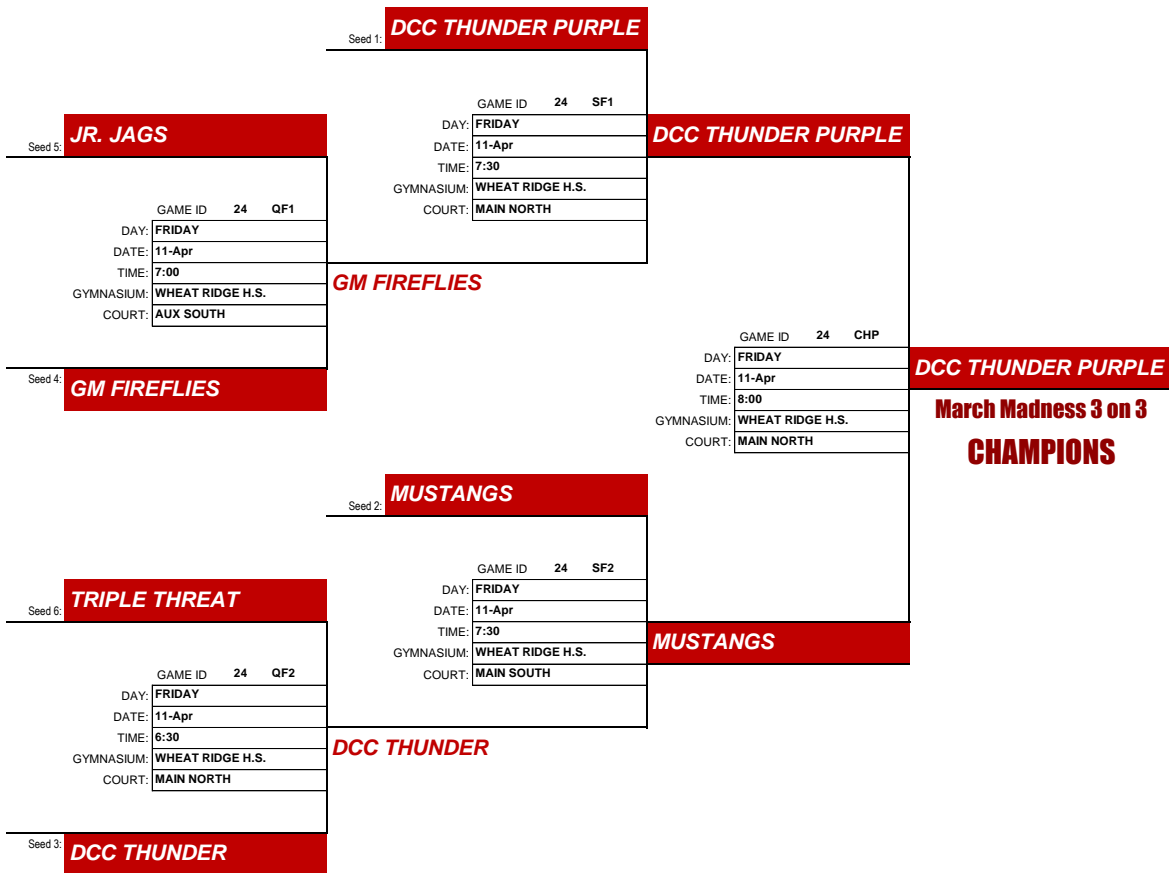 Seed 1: DCC THUNDER PURPLE
GAME ID 24 SF1
DAY: FRIDAY
DATE: 11-Apr
TIME: 7:30
GYMNASIUM: WHEAT RIDGE H.S.
COURT: MAIN NORTH
Seed 5: JR. JAGS
GAME ID 24 QF1
DAY: FRIDAY
DATE: 11-Apr
TIME: 7:00
GYMNASIUM: WHEAT RIDGE H.S.
COURT: AUX SOUTH
Seed 4: GM FIREFLIES
GM FIREFLIES
DCC THUNDER PURPLE
GAME ID 24 CHP
DAY: FRIDAY
DATE: 11-Apr
TIME: 8:00
GYMNASIUM: WHEAT RIDGE H.S.
COURT: MAIN NORTH
DCC THUNDER PURPLE
March Madness 3 on 3
CHAMPIONS
Seed 2: MUSTANGS
GAME ID 24 SF2
DAY: FRIDAY
DATE: 11-Apr
TIME: 7:30
GYMNASIUM: WHEAT RIDGE H.S.
COURT: MAIN SOUTH
MUSTANGS
Seed 6: TRIPLE THREAT
GAME ID 24 QF2
DAY: FRIDAY
DATE: 11-Apr
TIME: 6:30
GYMNASIUM: WHEAT RIDGE H.S.
COURT: MAIN NORTH
DCC THUNDER
Seed 3: DCC THUNDER